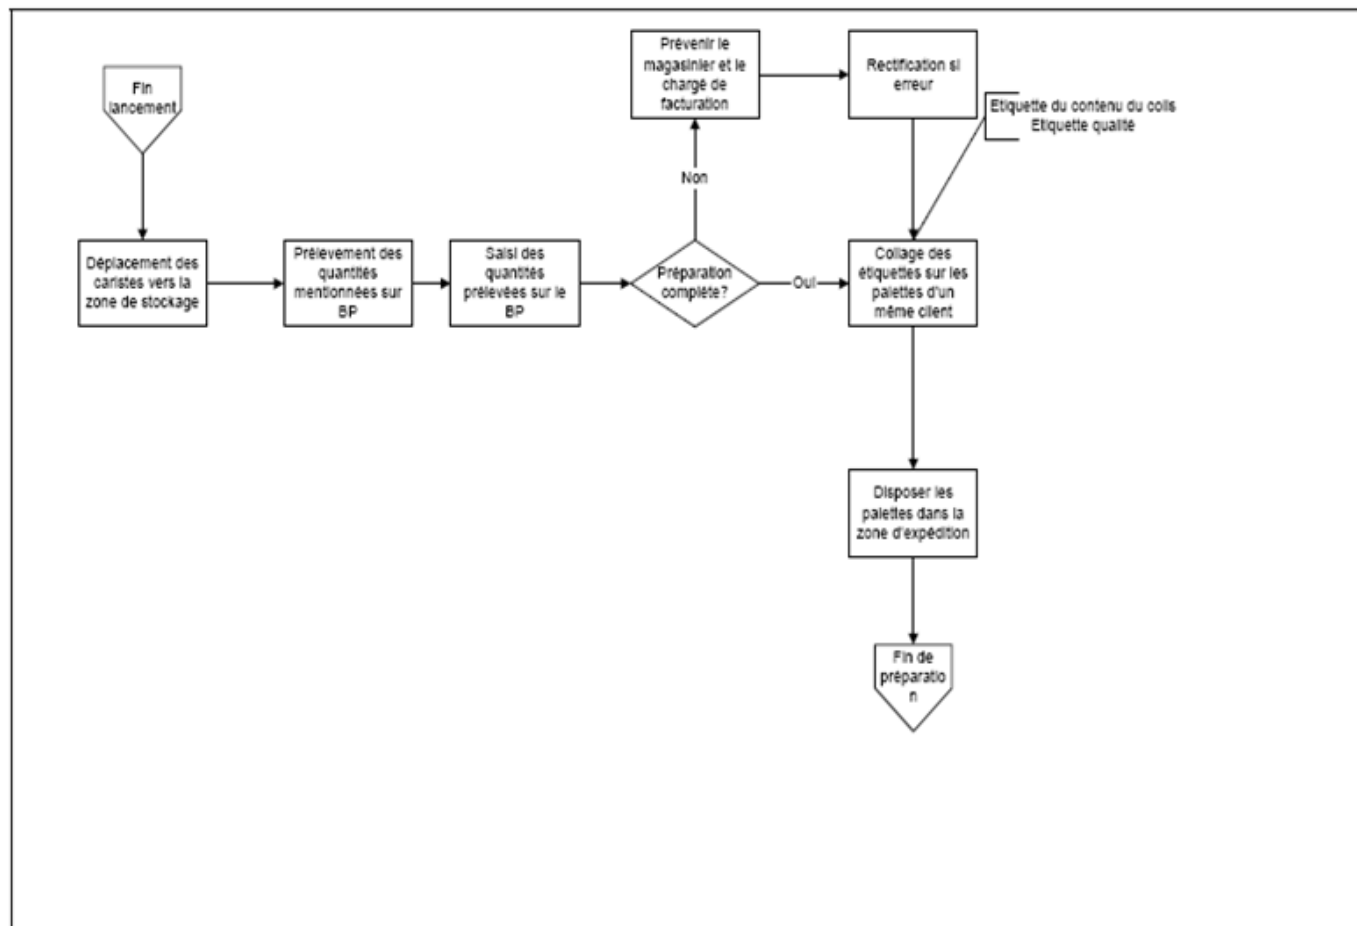 Fin
lancement
Prévenir le
magasinier et le
chargé de
facturation
Rectification si
erreur
Etiquette du contenu du colis
Etiquette qualité
Non
Déplacement des
caristes vers la
zone de stockage
Prélevement des
quantités
mentionnées sur
BP
Saisi des
quantités
prélevées sur le
BP
Préparation
complète?
Oui
Collage des
étiquettes sur les
palettes d'un
même client
Disposer les
palettes dans la
zone d'expédition
Fin de
préparatio
n